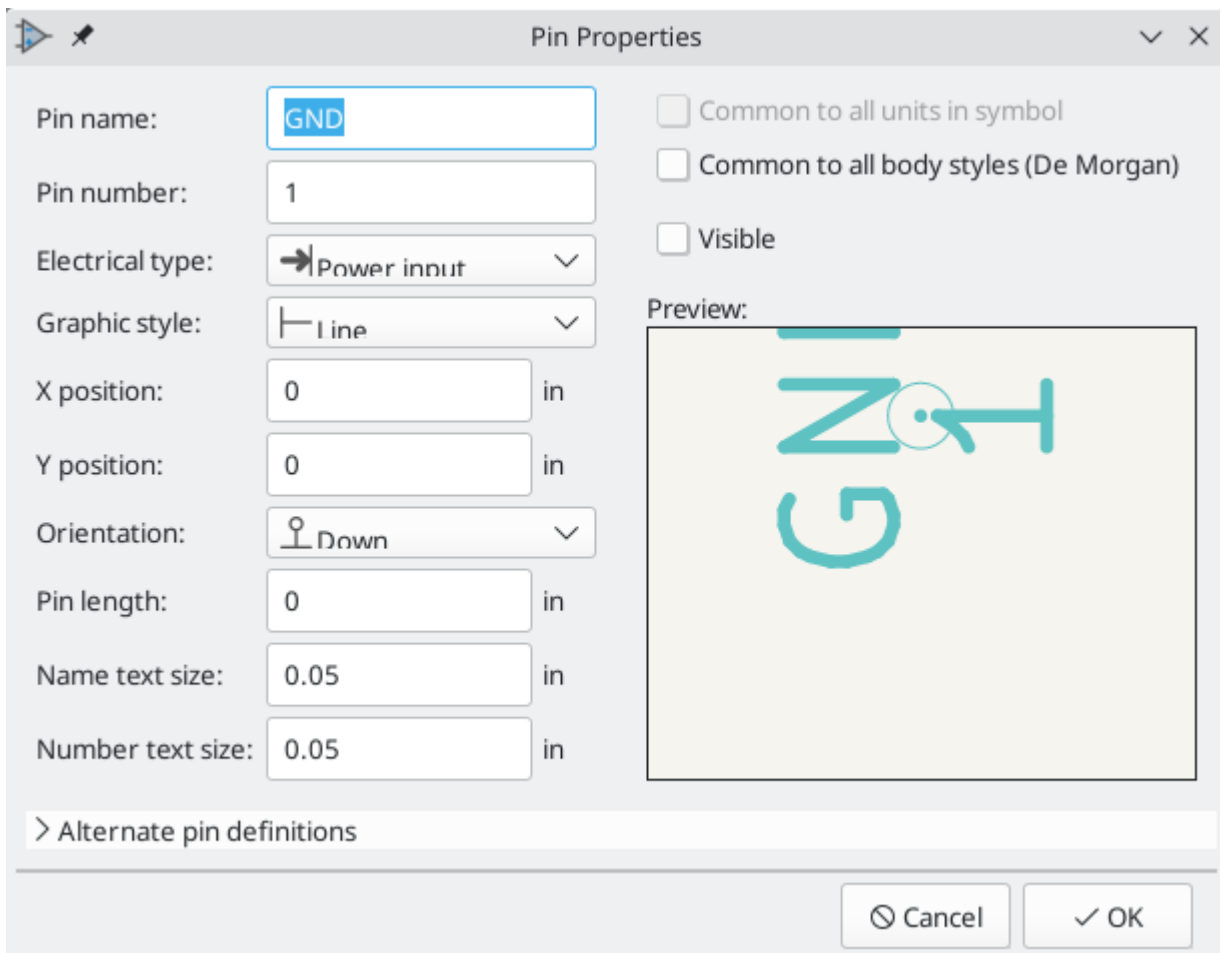 Pin Properties
Pin name:
GND
Common to all units in symbol
Common to all body styles (De Morgan)
Pin number:
1
Visible
Electrical type:
Power input
Graphic style:
Line
Preview:
GN
1
X position:
0 in
Y position:
0 in
Orientation:
Down
Pin length:
0 in
Name text size:
0.05 in
Number text size:
0.05 in
Alternate pin definitions
Cancel
OK